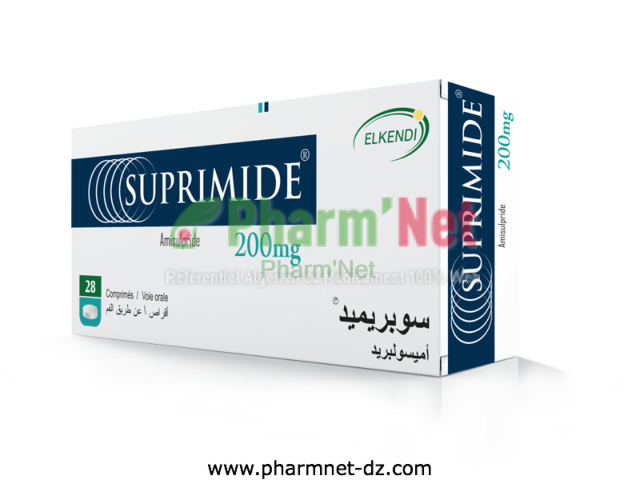 ELKENDI
SUPRIMIDE®
Amisulpride
200mg
28
Comprimés / Voie orale
أقراص \ عن طريق الفم
سوبريميد
أميسولبريد
SUPRIMIDE®
200mg
Amisulpride
Pharm'Net
Pharm'Net
www.pharmnet-dz.com